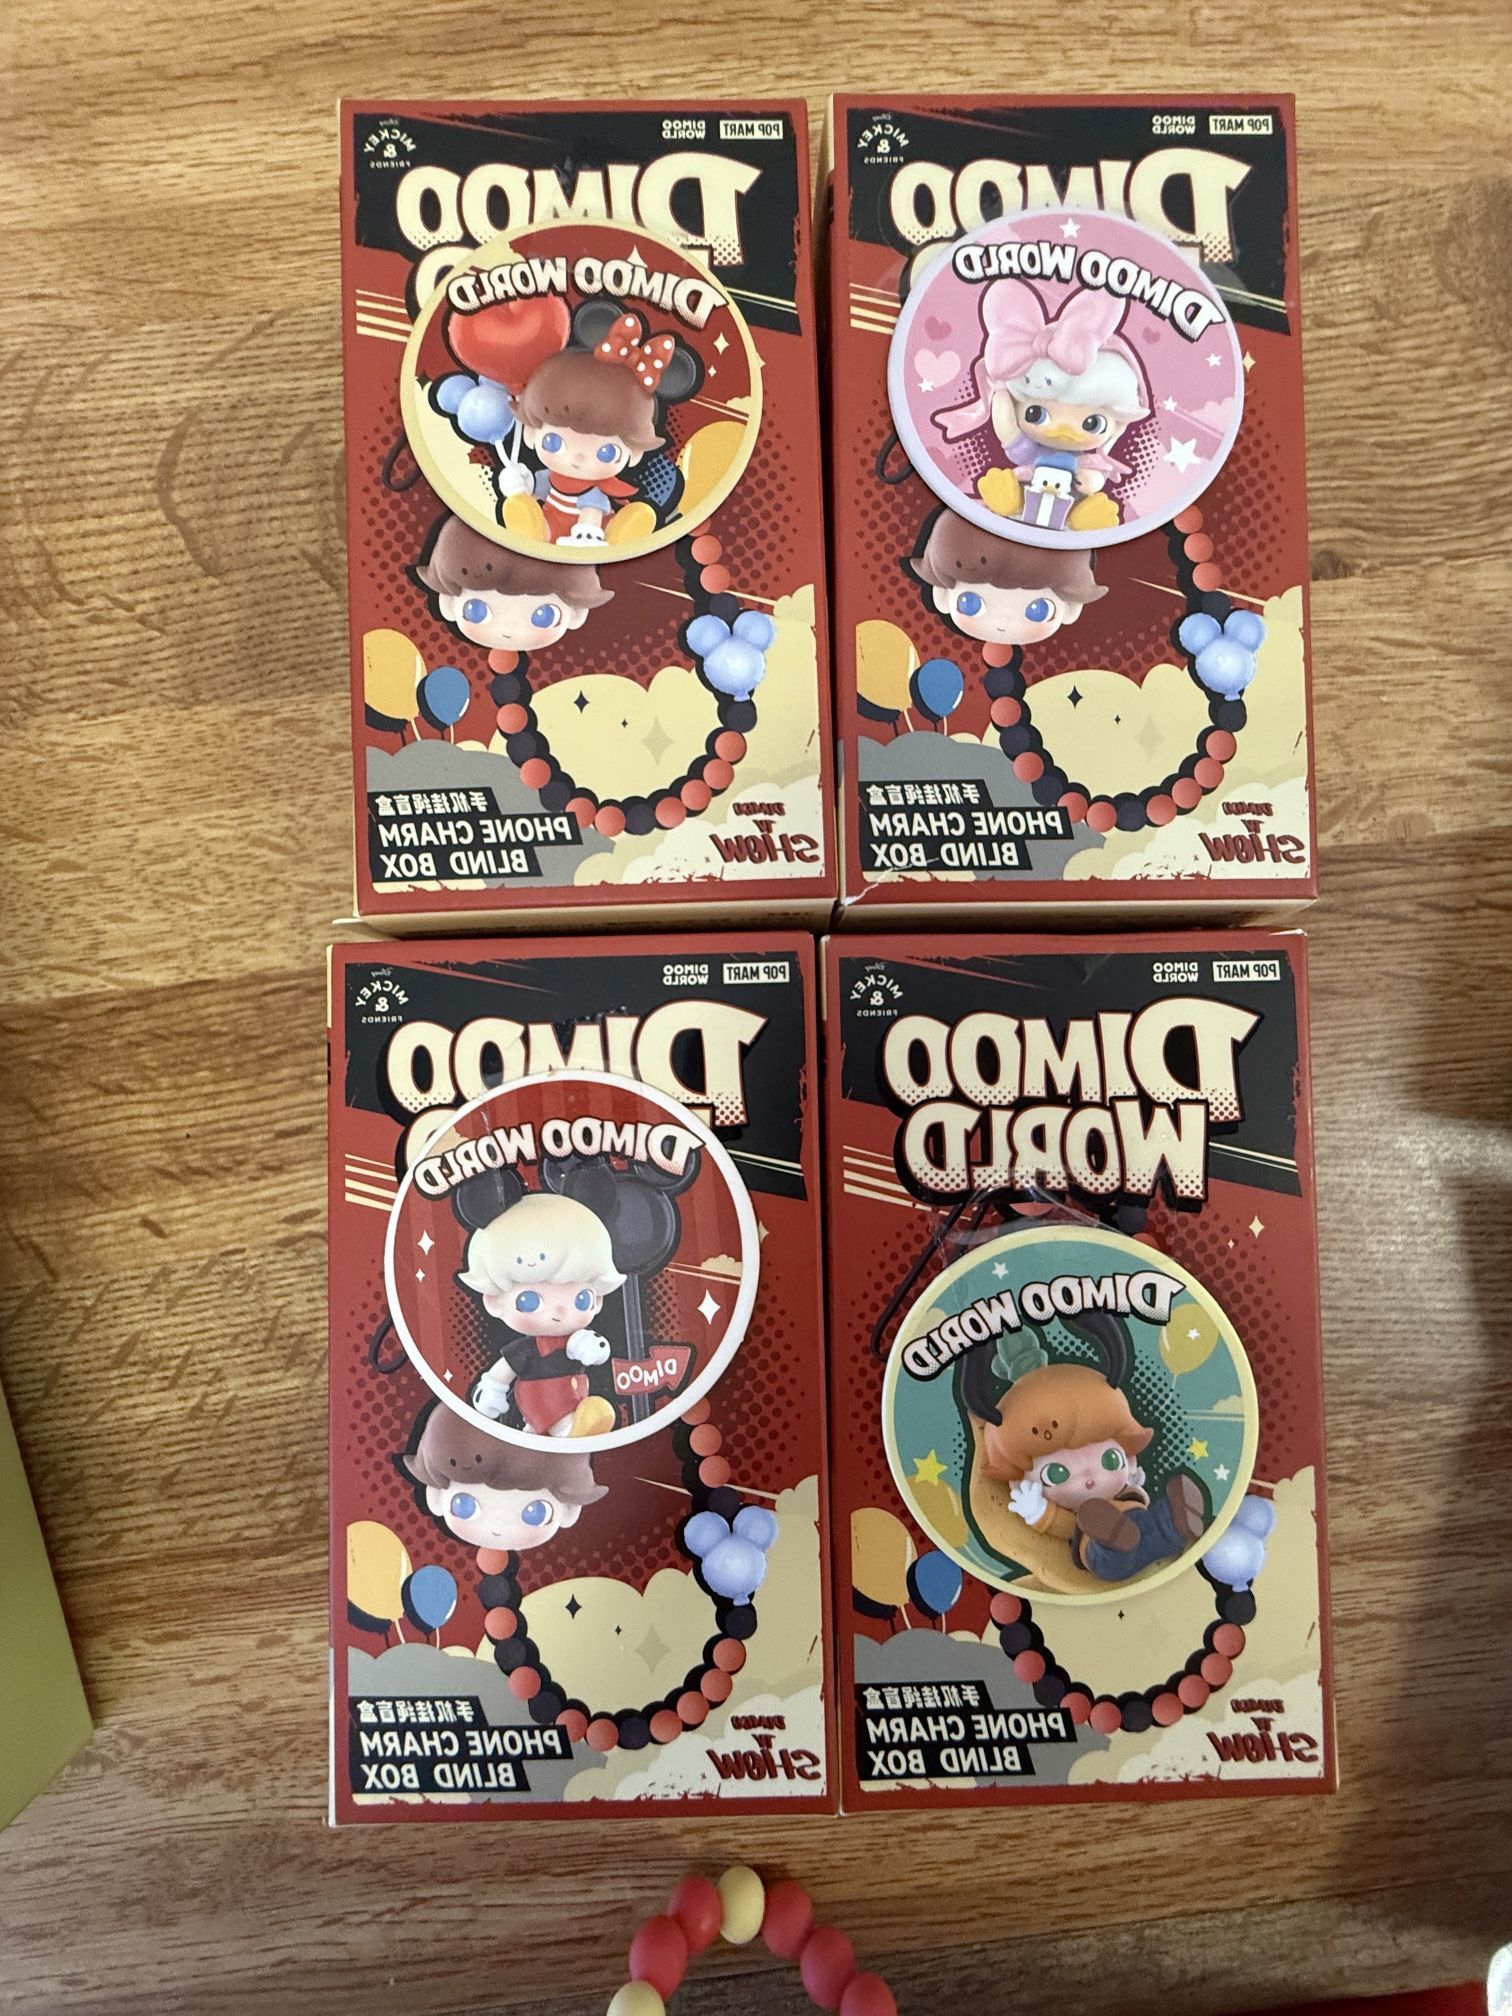 Disney
MICKEY
&
FRIENDS
DIMOO
WORLD
POP MART
DIMOO
DIMOO WORLD
手机挂绳盲盒
PHONE CHARM
BLIND BOX
SHOW
Disney
MICKEY
&
FRIENDS
DIMOO
WORLD
POP MART
DIMOO
DIMOO WORLD
手机挂绳盲盒
PHONE CHARM
BLIND BOX
SHOW
Disney
MICKEY
&
FRIENDS
DIMOO
WORLD
POP MART
DIMOO
DIMOO WORLD
DIMOO
手机挂绳盲盒
PHONE CHARM
BLIND BOX
SHOW
Disney
MICKEY
&
FRIENDS
DIMOO
WORLD
POP MART
DIMOO
WORLD
DIMOO WORLD
手机挂绳盲盒
PHONE CHARM
BLIND BOX
SHOW